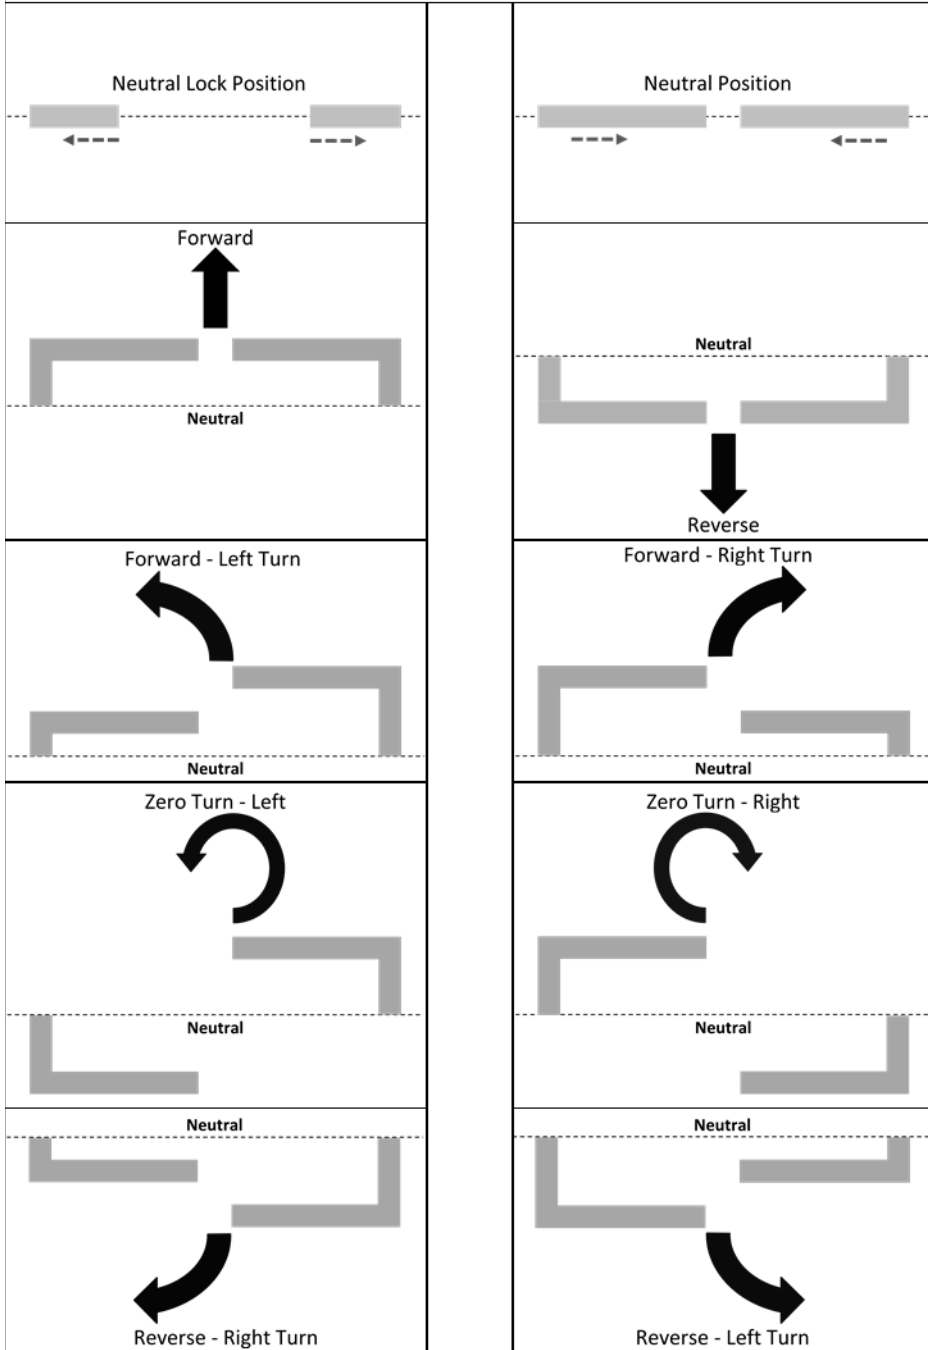 Neutral Lock Position
Neutral Position
Forward
Neutral
Neutral
Reverse
Forward - Left Turn
Neutral
Forward - Right Turn
Neutral
Zero Turn - Left
Neutral
Zero Turn - Right
Neutral
Neutral
Reverse - Right Turn
Neutral
Reverse - Left Turn